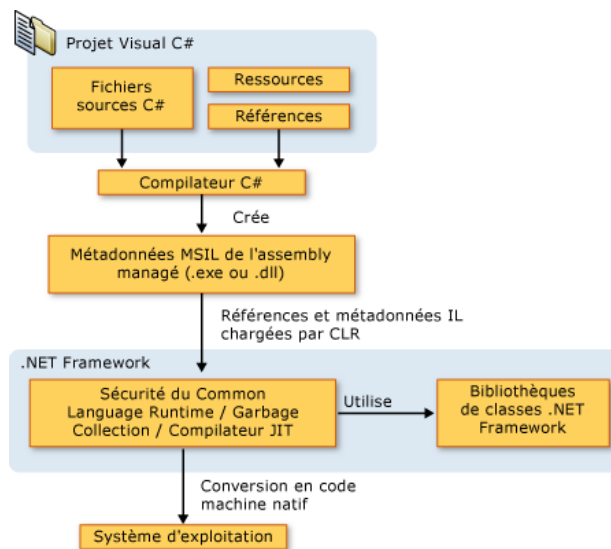 Projet Visual C#
Fichiers
sources C#
Ressources
Références
Compilateur C#
Crée
Métadonnées MSIL de l'assembly
managé (.exe ou .dll)
Références et métadonnées IL
chargées par CLR
.NET Framework
Sécurité du Common
Language Runtime / Garbage
Collection / Compilateur JIT
Utilise
Bibliothèques
de classes .NET
Framework
Conversion en code
machine natif
Système d'exploitation